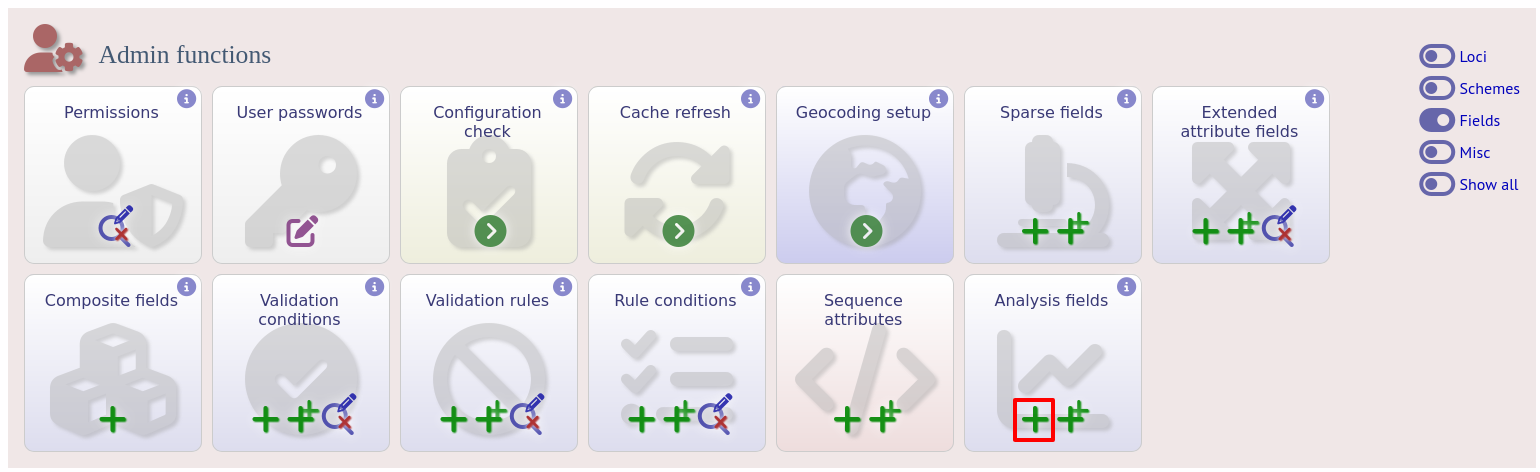 Admin functions
Loci
Schemes
Fields
Misc
Show all
Permissions
User passwords
Configuration
check
Cache refresh
Geocoding setup
Sparse fields
Extended
attribute fields
Composite fields
Validation
conditions
Validation rules
Rule conditions
Sequence
attributes
Analysis fields